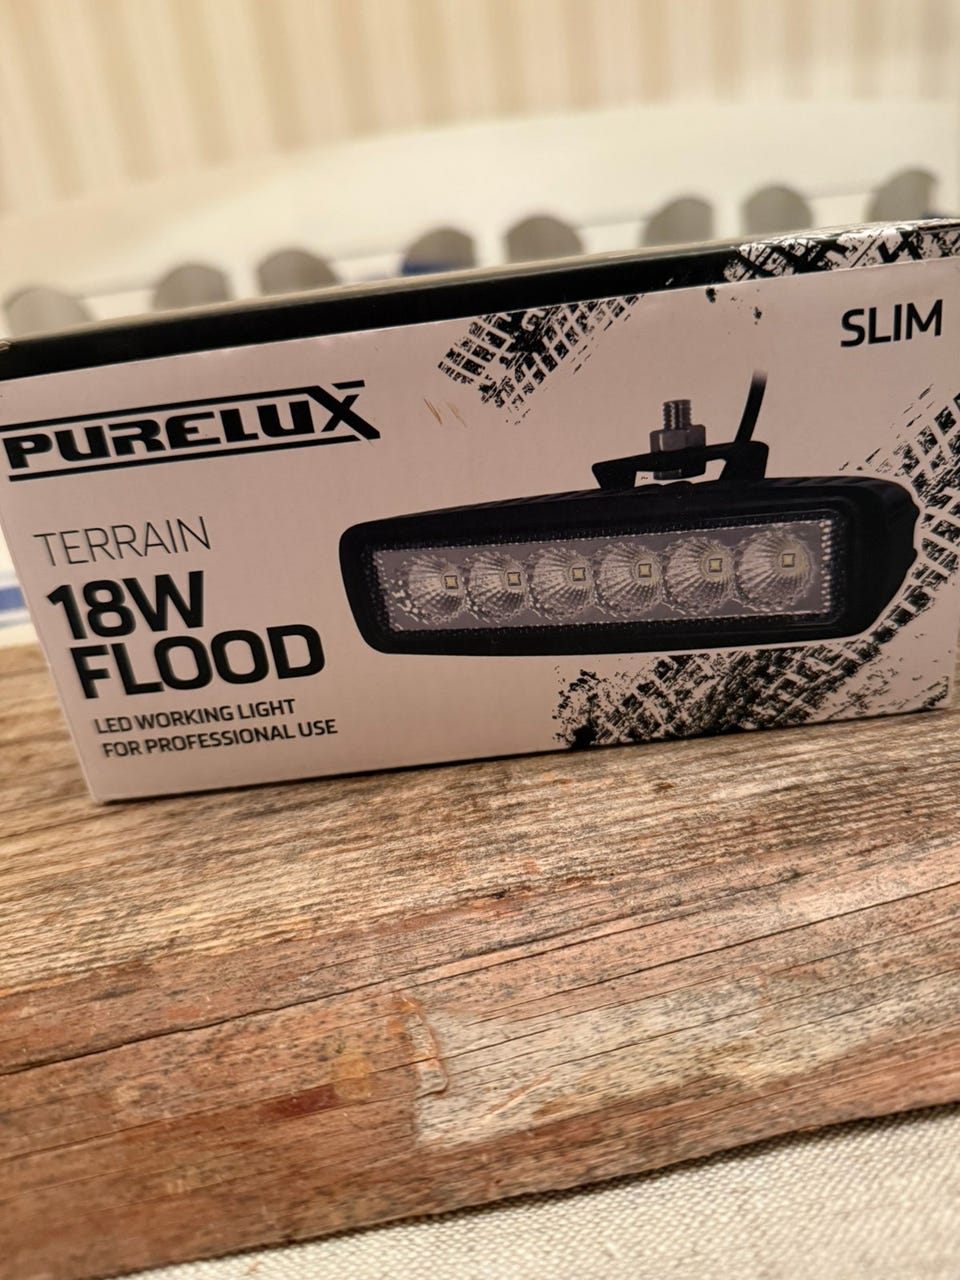 SLIM
PURELUX
TERRAIN
18W
FLOOD
LED WORKING LIGHT
FOR PROFESSIONAL USE